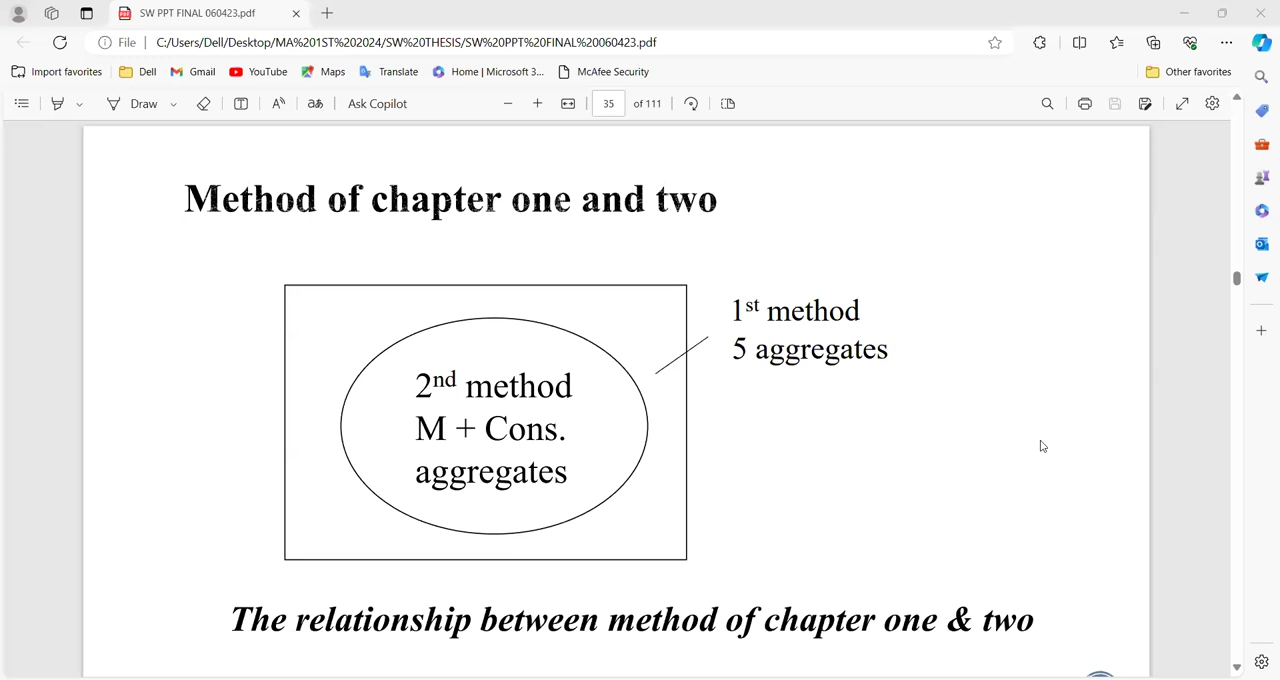 SW PPT FINAL 060423.pdf
File
C:/Users/Dell/Desktop/MA%201ST%202024/SW%20THESIS/SW%20PPT%20FINAL%20060423.pdf
Import favorites Dell Gmail YouTube Maps Translate Home | Microsoft 3... McAfee Security Other favorites
Draw Ask Copilot 35 of 111
Method of chapter one and two
1st method
5 aggregates
2nd method
M + Cons.
aggregates
The relationship between method of chapter one & two